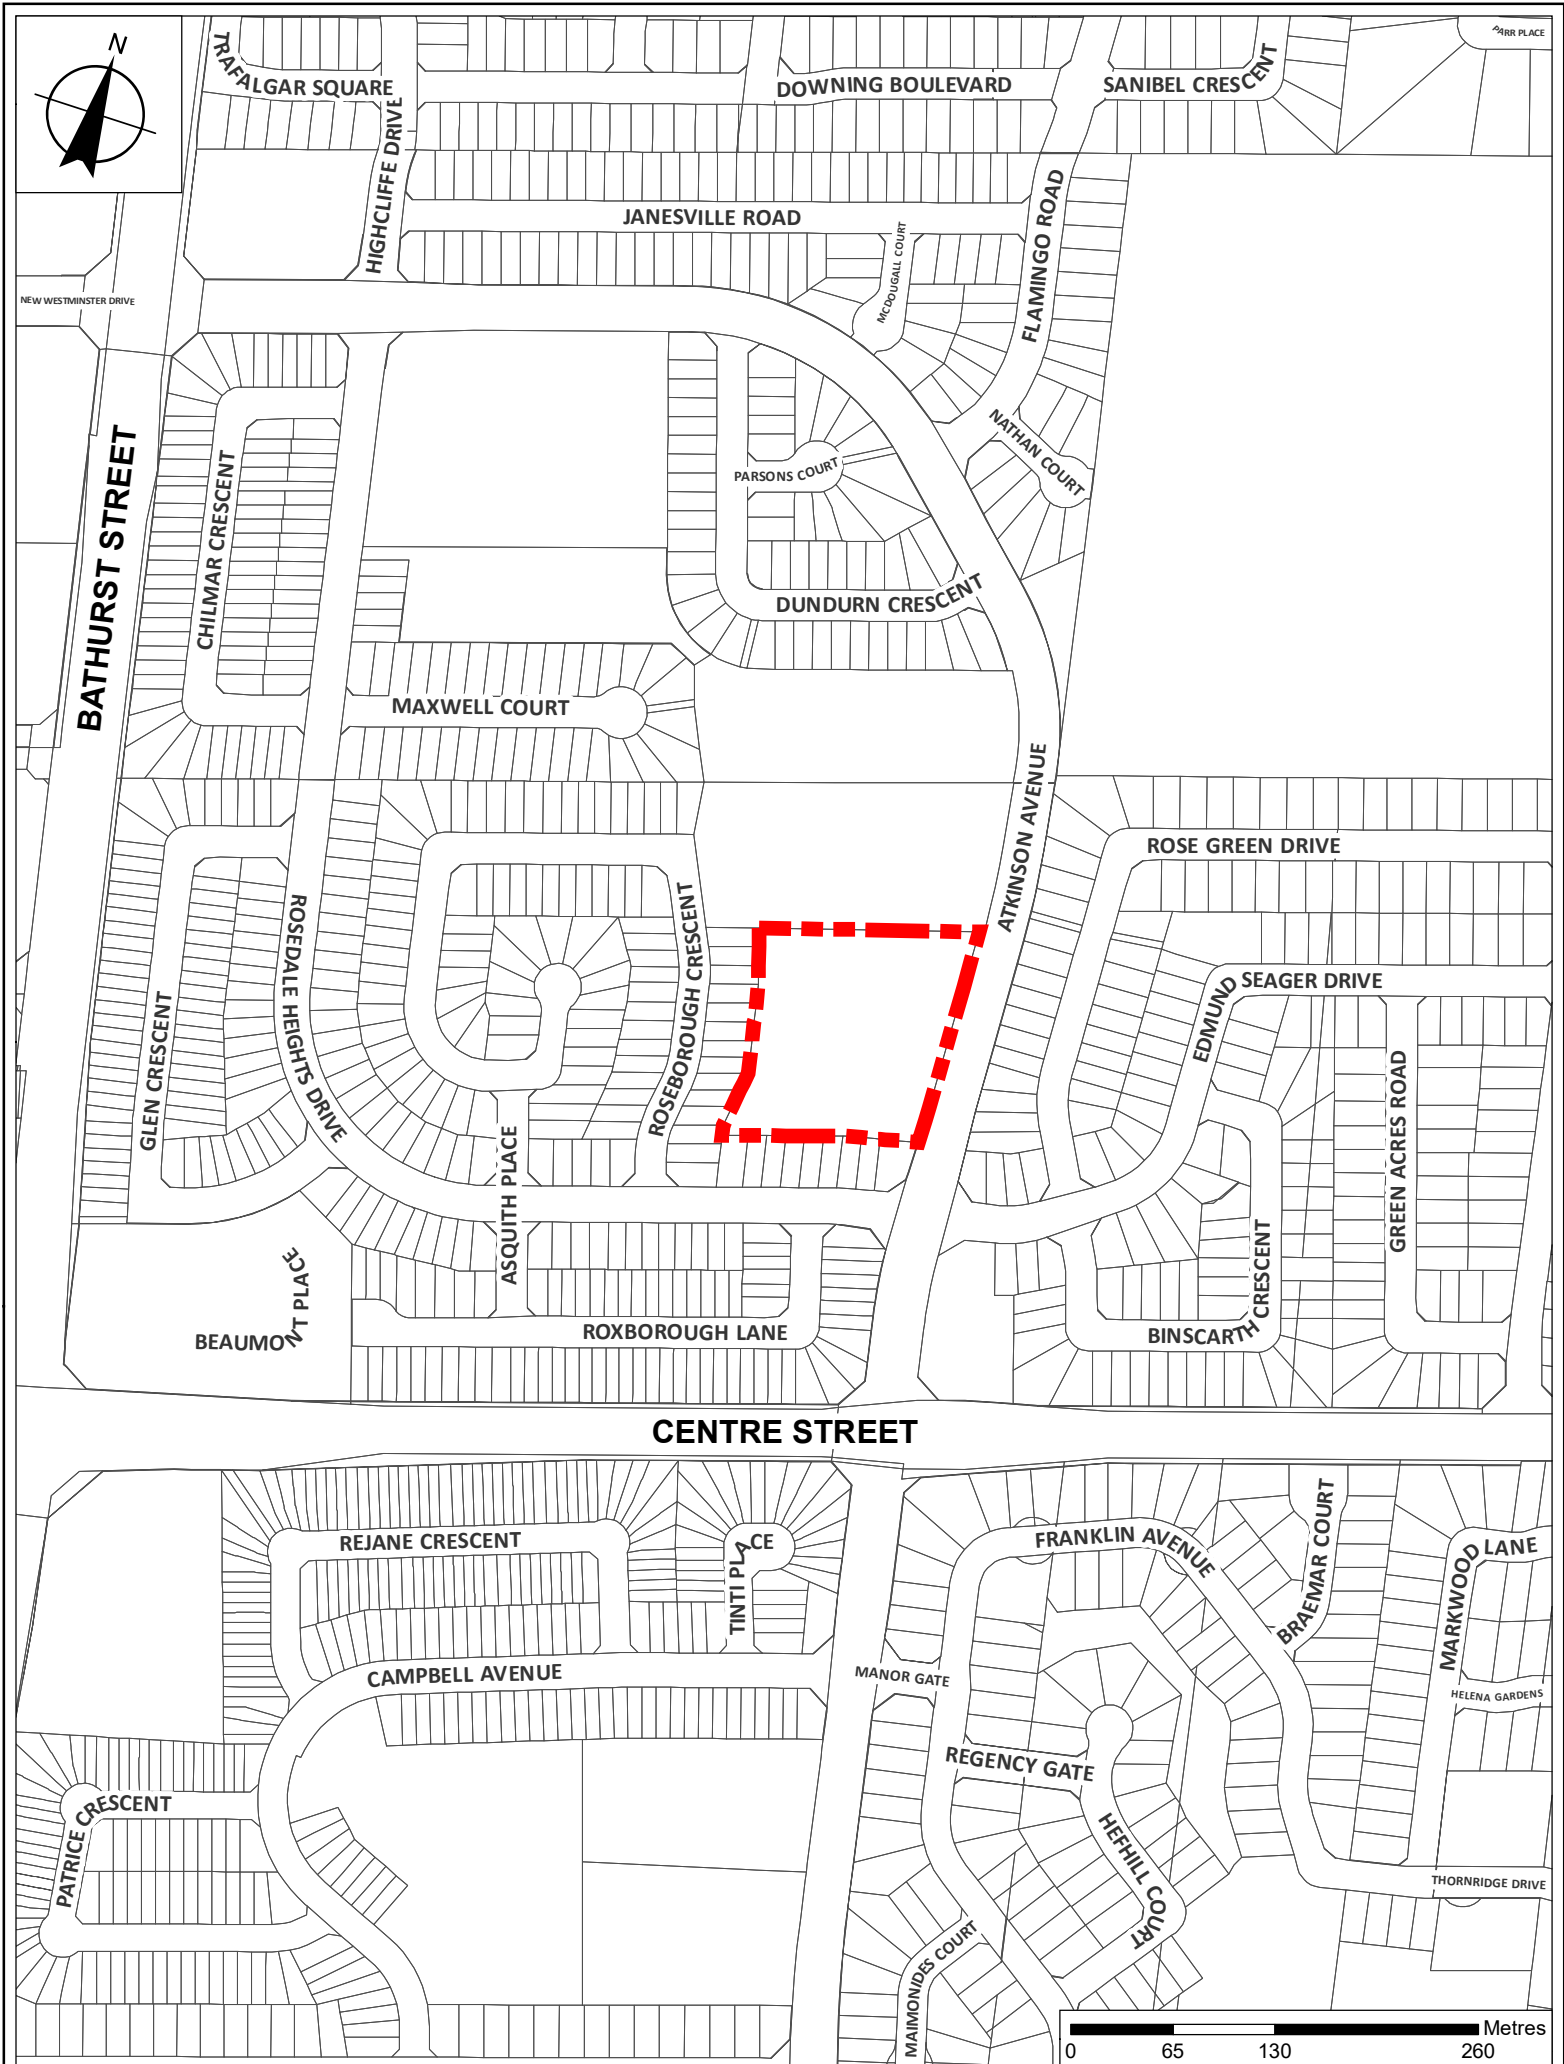 N
PARR PLACE
TRAFALGAR SQUARE
DOWNING BOULEVARD
SANIBEL CRESCENT
HIGHCLIFFE DRIVE
JANESVILLE ROAD
MCDOUGALL COURT
FLAMINGO ROAD
NEW WESTMINSTER DRIVE
NATHAN COURT
BATHURST STREET
CHILMAR CRESCENT
PARSONS COURT
DUNDURN CRESCENT
MAXWELL COURT
ATKINSON AVENUE
ROSE GREEN DRIVE
ROSEDALE HEIGHTS DRIVE
ROSEBOROUGH CRESCENT
EDMUND SEAGER DRIVE
GLEN CRESCENT
GREEN ACRES ROAD
ASQUITH PLACE
BEAUMONT PLACE
ROXBOROUGH LANE
BINSCARTH CRESCENT
CENTRE STREET
REJANE CRESCENT
TINTI PLACE
FRANKLIN AVENUE
BRAEMAR COURT
MARKWOOD LANE
CAMPBELL AVENUE
MANOR GATE
HELENA GARDENS
REGENCY GATE
PATRICE CRESCENT
HEFHILL COURT
THORNRIDGE DRIVE
MAIMONIDES COURT
Metres
0 65 130 260